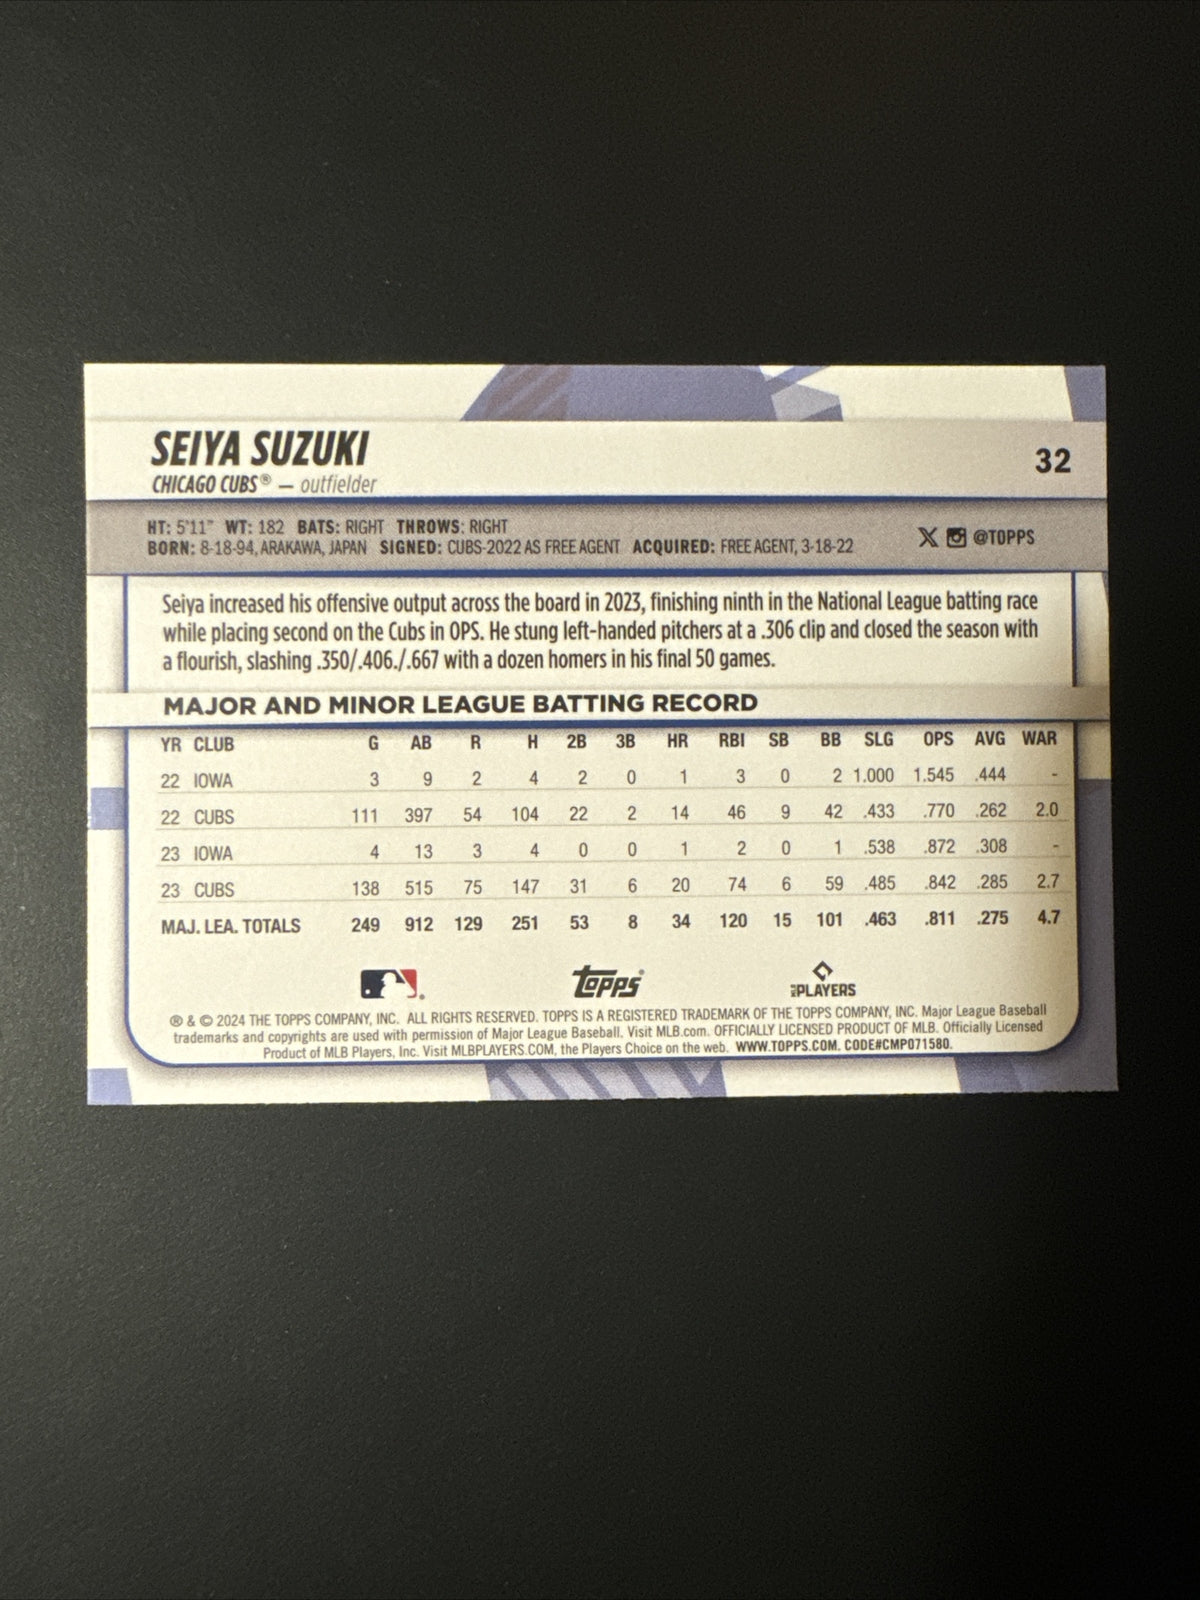 SEIYA SUZUKI
32
CHICAGO CUBS® — outfielder
HT: 5'11" WT: 182 BATS: RIGHT THROWS: RIGHT
BORN: 8-18-94, ARAKAWA, JAPAN SIGNED: CUBS-2022 AS FREE AGENT ACQUIRED: FREE AGENT, 3-18-22
@TOPPS
Seiya increased his offensive output across the board in 2023, finishing ninth in the National League batting race
while placing second on the Cubs in OPS. He stung left-handed pitchers at a .306 clip and closed the season with
a flourish, slashing .350/.406./.667 with a dozen homers in his final 50 games.
MAJOR AND MINOR LEAGUE BATTING RECORD
YR CLUB G AB R H 2B 3B HR RBI SB BB SLG OPS AVG WAR
22 IOWA 3 9 2 4 2 0 1 3 0 2 1.000 1.545 .444 -
22 CUBS 111 397 54 104 22 2 14 46 9 42 .433 .770 .262 2.0
23 IOWA 4 13 3 4 0 0 1 2 0 1 .538 .872 .308 -
23 CUBS 138 515 75 147 31 6 20 74 6 59 .485 .842 .285 2.7
MAJ. LEA. TOTALS 249 912 129 251 53 8 34 120 15 101 .463 .811 .275 4.7
Topps®
PLAYERS
® & © 2024 THE TOPPS COMPANY, INC. ALL RIGHTS RESERVED. TOPPS IS A REGISTERED TRADEMARK OF THE TOPPS COMPANY, INC. Major League Baseball
trademarks and copyrights are used with permission of Major League Baseball. Visit MLB.com. OFFICIALLY LICENSED PRODUCT OF MLB. Officially Licensed
Product of MLB Players, Inc. Visit MLBPLAYERS.COM, the Players Choice on the web. WWW.TOPPS.COM. CODE#CMP071580.